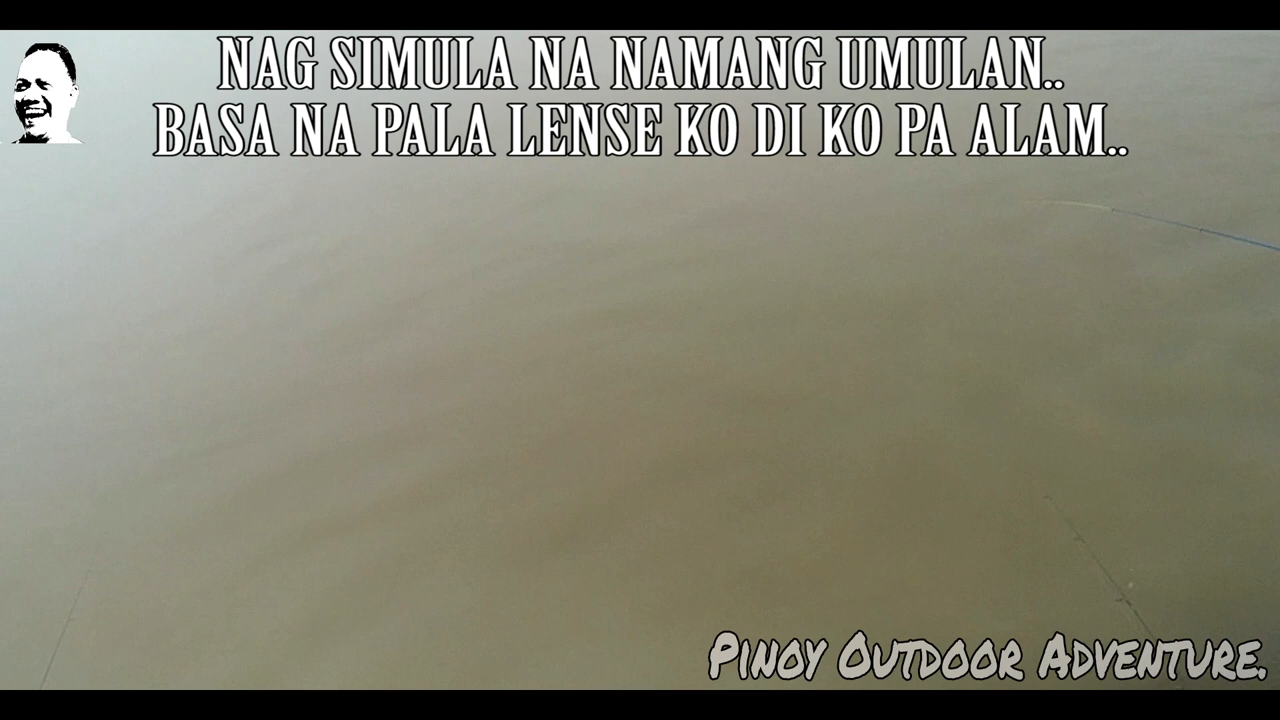 NAG SIMULA NA NAMANG UMULAN..
BASA NA PALA LENSE KO DI KO PA ALAM..
PINOY OUTDOOR ADVENTURE.